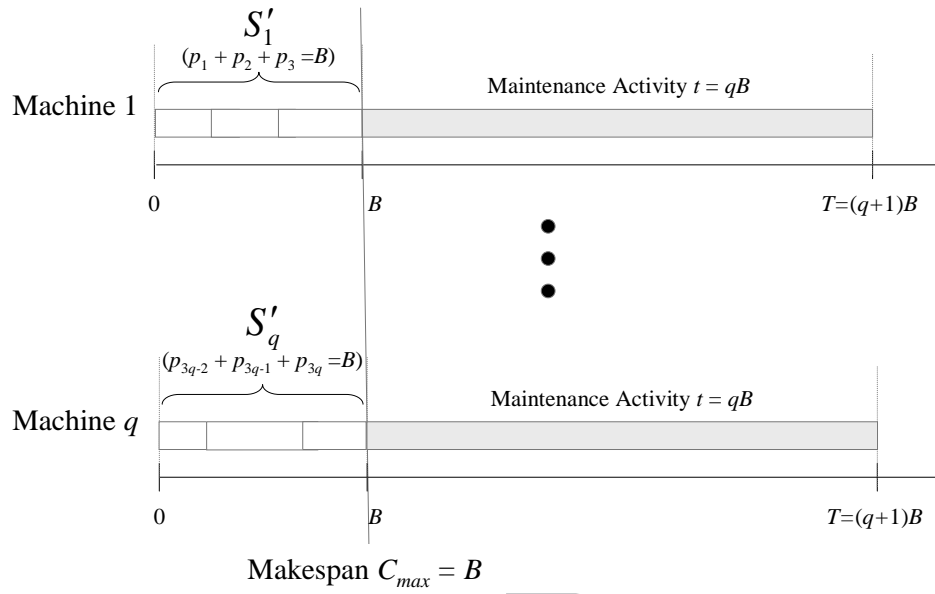 S′₁
(p₁ + p₂ + p₃ =B)
Machine 1
Maintenance Activity t = qB
0
B
T=(q+1)B
S′q
(p₃q₋₂ + p₃q₋₁ + p₃q =B)
Maintenance Activity t = qB
Machine q
0
B
T=(q+1)B
Makespan Cmax = B